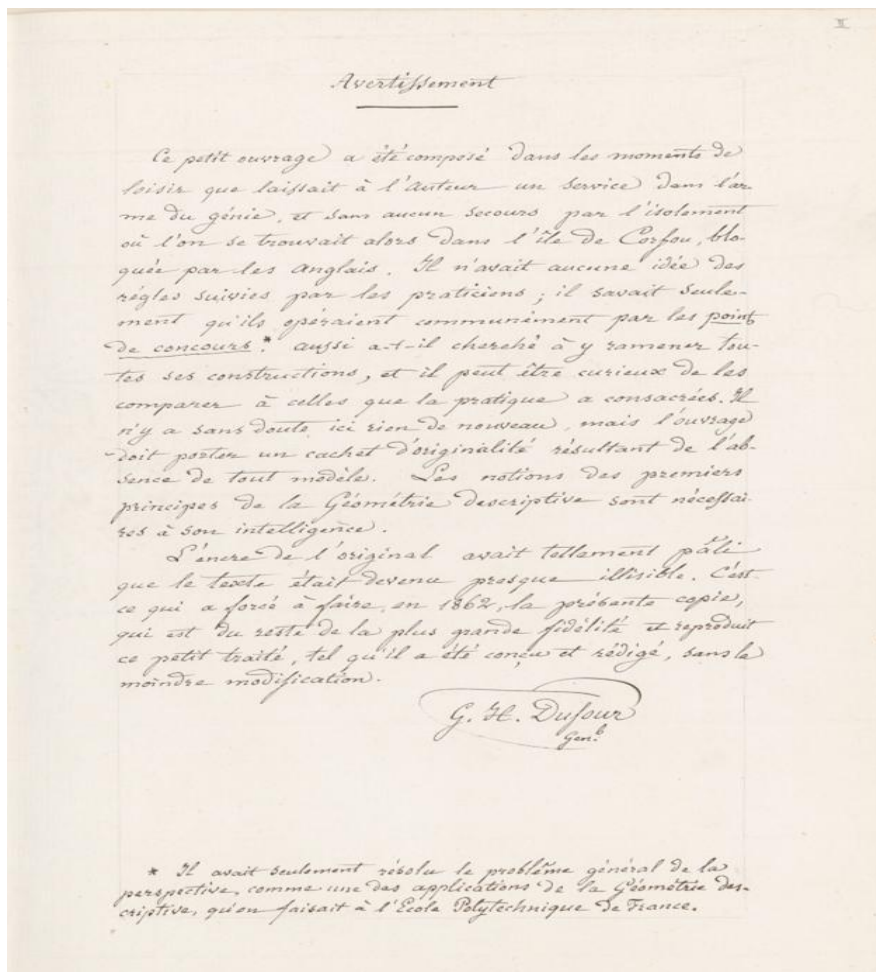 II
Avertissement
Ce petit ouvrage a été composé dans les moments de
loisir que laissait à l'Auteur un service dans l'ar-
me du génie, et sans aucun secours par l'isolement
où l'on se trouvait alors dans l'île de Corfou, blo-
quée par les Anglais. Il n'avait aucune idée des
régles suivies par les praticions ; il savait seule-
ment qu'ils opéraient communément par les point
de concours.* aussi a-t-il cherché à y ramener tou-
tes ses constructions, et il peut être curieux de les
comparer à celles que la pratique a consacrées. Il
n'y a sans doute ici rien de nouveau, mais l'ouvrage
doit porter un cachet d'originalité résultant de l'ab-
sence de tout modèle. Les notions des premiers
principes de la Géométrie descriptive sont nécessai-
res à son intelligence.
L'encre de l'original avait tellement pâli
que le texte était devenu presque illisible. C'est
ce qui a forcé à faire, en 1862, la présente copie,
qui est du reste de la plus grande fidélité et reproduit
ce petit traité, tel qu'il a été conçu et rédigé, sans la
moindre modification.
G. H. Dufour
Gen.l
* Il avait seulement résolu le problême général de la
perspective, comme une des applications de la Géométrie des-
criptive, qu'on faisait à l'Ecole Polytechnique de France.